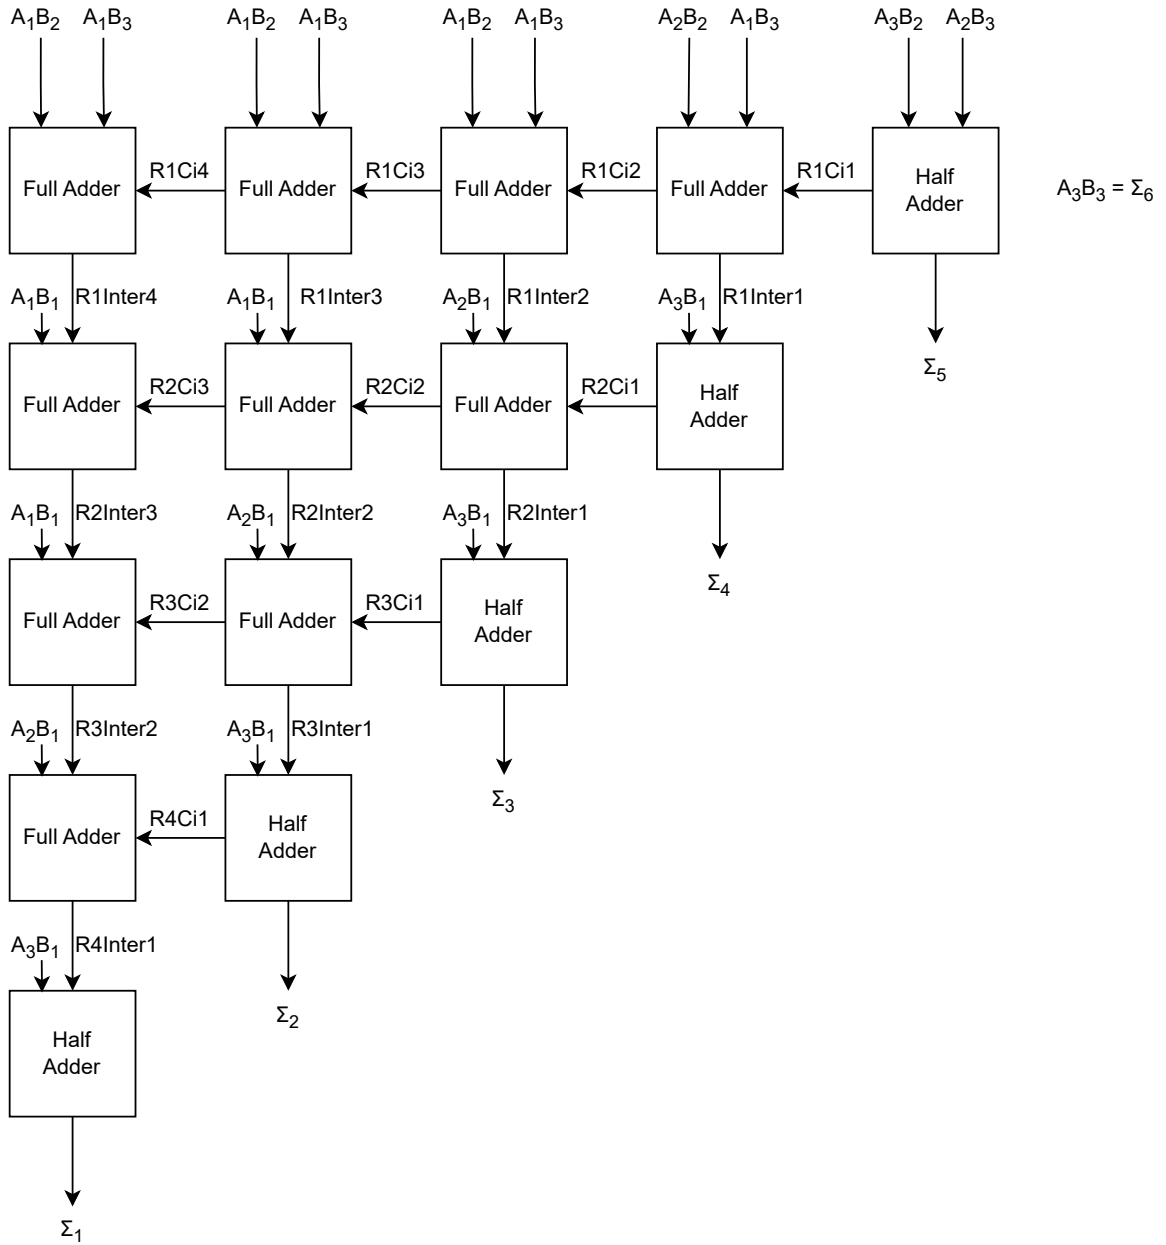 A₁B₂ A₁B₃ A₁B₂ A₁B₃ A₁B₂ A₁B₃ A₂B₂ A₁B₃ A₃B₂ A₂B₃
Full Adder R1Ci4 Full Adder R1Ci3 Full Adder R1Ci2 Full Adder R1Ci1 Half
Adder
A₃B₃ = Σ₆
A₁B₁ R1Inter4 A₁B₁ R1Inter3 A₂B₁ R1Inter2 A₃B₁ R1Inter1
Σ₅
Full Adder R2Ci3 Full Adder R2Ci2 Full Adder R2Ci1 Half
Adder
A₁B₁ R2Inter3 A₂B₁ R2Inter2 A₃B₁ R2Inter1
Σ₄
Full Adder R3Ci2 Full Adder R3Ci1 Half
Adder
A₂B₁ R3Inter2 A₃B₁ R3Inter1
Σ₃
Full Adder R4Ci1 Half
Adder
A₃B₁ R4Inter1
Σ₂
Half
Adder
Σ₁